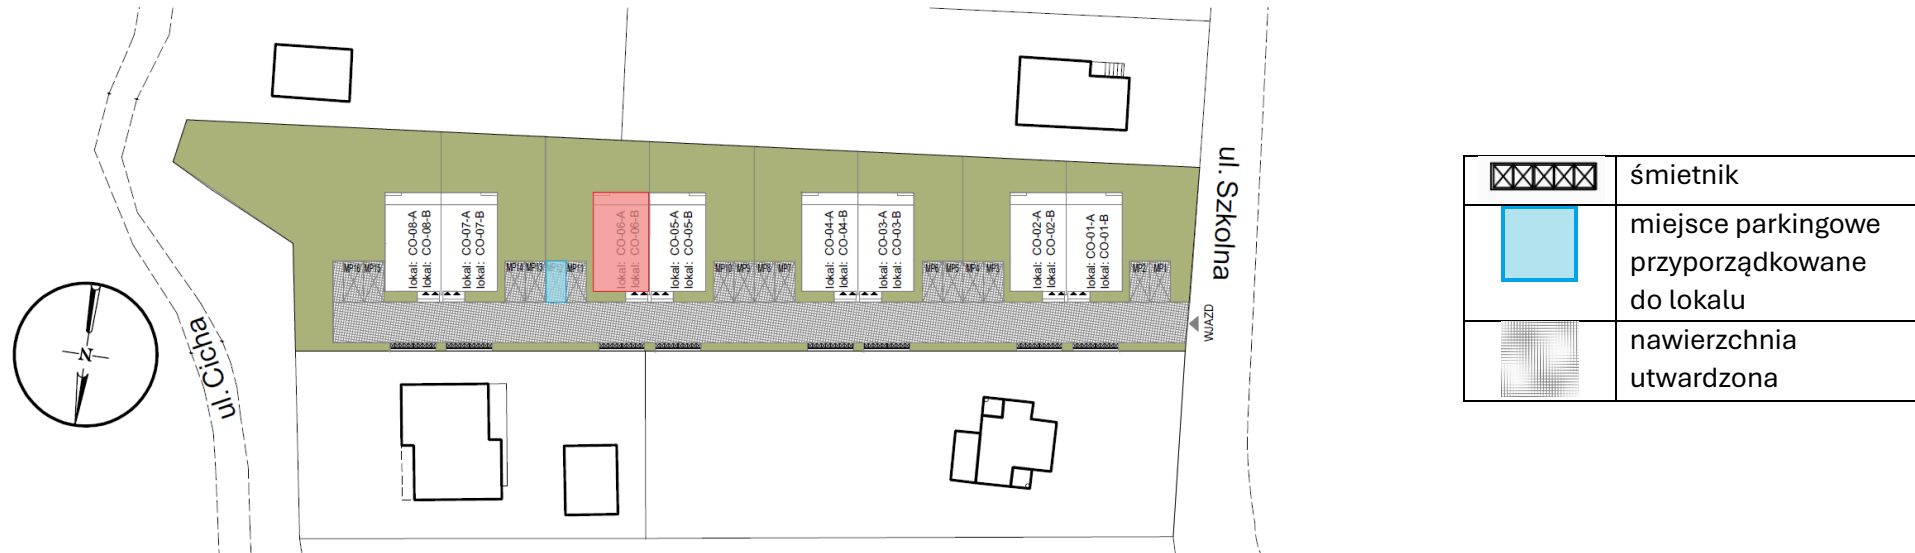 ul. Szkolna
lokal: CO-08-A
lokal: CO-08-B
lokal: CO-07-A
lokal: CO-07-B
lokal: CO-06-A
lokal: CO-06-B
lokal: CO-05-A
lokal: CO-05-B
lokal: CO-04-A
lokal: CO-04-B
lokal: CO-03-A
lokal: CO-03-B
lokal: CO-02-A
lokal: CO-02-B
lokal: CO-01-A
lokal: CO-01-B
MP16 MP15
MP14 MP13 MP12 MP11
MP10 MP9 MP8 MP7
MP6 MP5 MP4 MP3
MP2 MP1
WJAZD
N
ul. Cicha
śmietnik
miejsce parkingowe
przyporządkowane
do lokalu
nawierzchnia
utwardzona